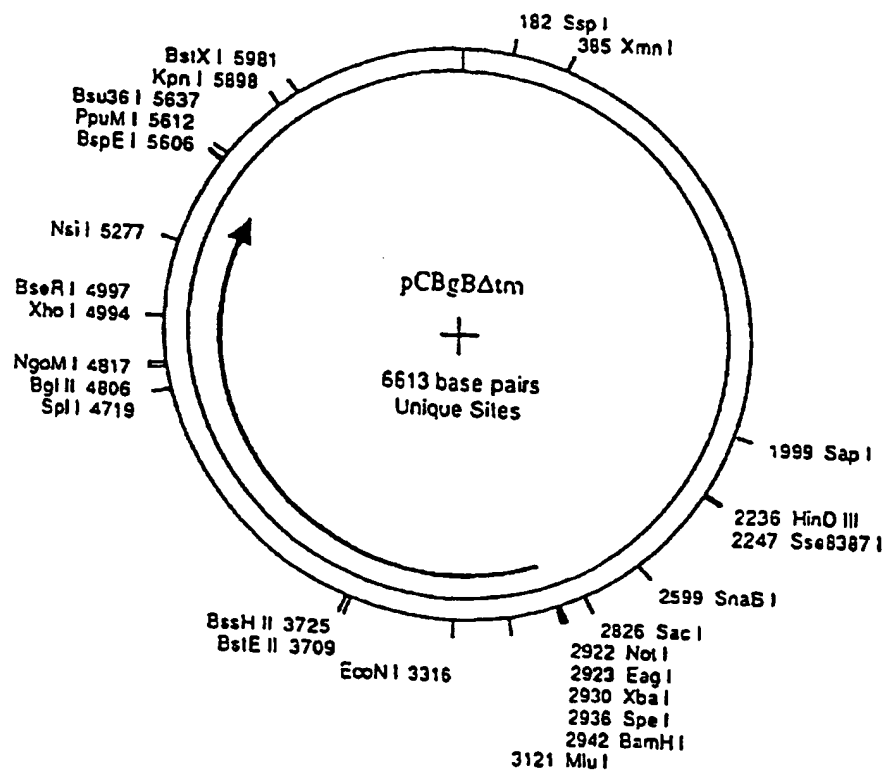 182 Ssp I
385 Xmn I
BstX I 5981
Kpn I 5898
Bsu36 I 5637
PpuM I 5612
BspE I 5606
Nsi I 5277
BseR I 4997
Xho I 4994
NgoM I 4817
Bgl II 4806
Spl I 4719
pCBgBΔtm
6613 base pairs
Unique Sites
1999 Sap I
2236 HinD III
2247 Sse8387 I
2599 SnaB I
2826 Sac I
2922 Not I
2923 Eag I
2930 Xba I
2936 Spe I
2942 BamH I
3121 Mlu I
BssH II 3725
BstE II 3709
EcoN I 3316